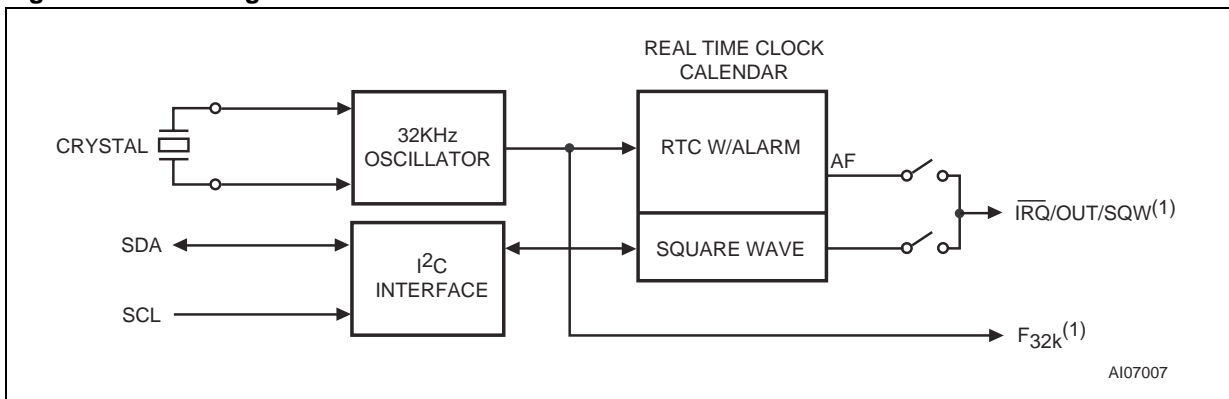 REAL TIME CLOCK
CALENDAR
CRYSTAL
32KHz
OSCILLATOR
RTC W/ALARM
AF
IRQ/OUT/SQW(1)
SDA
I2C
INTERFACE
SQUARE WAVE
SCL
F32k(1)
AI07007